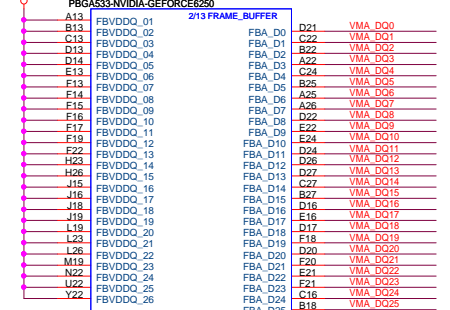 PBGA533-NVIDIA-GEFORCE6250
2/13 FRAME_BUFFER
A13 FBVDDQ_01
B13 FBVDDQ_02 FBA_D0 D21 VMA_DQ0
C13 FBVDDQ_03 FBA_D1 C22 VMA_DQ1
D13 FBVDDQ_04 FBA_D2 B22 VMA_DQ2
D14 FBVDDQ_05 FBA_D3 A22 VMA_DQ3
E13 FBVDDQ_06 FBA_D4 C24 VMA_DQ4
F13 FBVDDQ_07 FBA_D5 B25 VMA_DQ5
F14 FBVDDQ_08 FBA_D6 A25 VMA_DQ6
F15 FBVDDQ_09 FBA_D7 A26 VMA_DQ7
F16 FBVDDQ_10 FBA_D8 D22 VMA_DQ8
F17 FBVDDQ_11 FBA_D9 E22 VMA_DQ9
F19 FBVDDQ_12 FBA_D10 E24 VMA_DQ10
F22 FBVDDQ_13 FBA_D11 D24 VMA_DQ11
H23 FBVDDQ_14 FBA_D12 D26 VMA_DQ12
H26 FBVDDQ_15 FBA_D13 D27 VMA_DQ13
J15 FBVDDQ_16 FBA_D14 C27 VMA_DQ14
J16 FBVDDQ_17 FBA_D15 B27 VMA_DQ15
J18 FBVDDQ_18 FBA_D16 D16 VMA_DQ16
J19 FBVDDQ_19 FBA_D17 E16 VMA_DQ17
L19 FBVDDQ_20 FBA_D18 D17 VMA_DQ18
L23 FBVDDQ_21 FBA_D19 F18 VMA_DQ19
L26 FBVDDQ_22 FBA_D20 D20 VMA_DQ20
M19 FBVDDQ_23 FBA_D21 F20 VMA_DQ21
N22 FBVDDQ_24 FBA_D22 E21 VMA_DQ22
U22 FBVDDQ_25 FBA_D23 F21 VMA_DQ23
Y22 FBVDDQ_26 FBA_D24 C16 VMA_DQ24
B18 VMA_DQ25